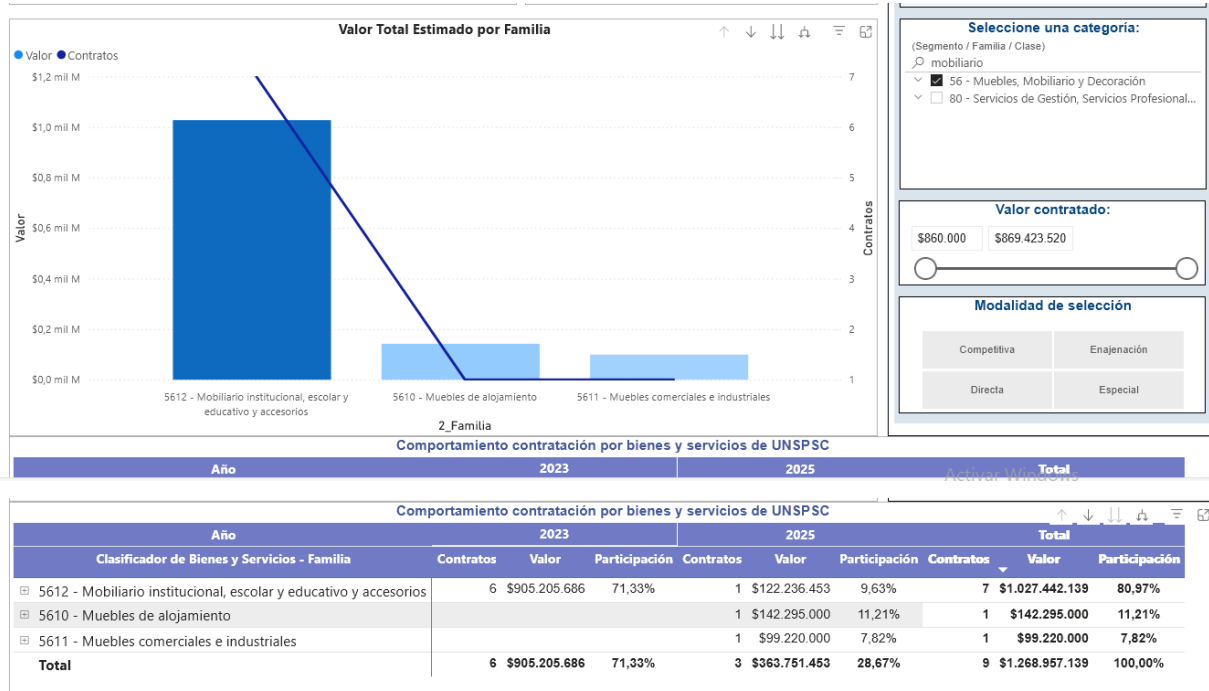 Valor Total Estimado por Familia
Valor Contratos
$1,2 mil M
$1,0 mil M
$0,8 mil M
$0,6 mil M
$0,4 mil M
$0,2 mil M
$0,0 mil M
Valor
7
6
5
4
3
2
1
Contratos
5612 - Mobiliario institucional, escolar y
educativo y accesorios
5610 - Muebles de alojamiento
5611 - Muebles comerciales e industriales
2_Familia
Seleccione una categoría:
(Segmento / Familia / Clase)
mobiliario
56 - Muebles, Mobiliario y Decoración
80 - Servicios de Gestión, Servicios Profesional...
Valor contratado:
$860.000 $869.423.520
Modalidad de selección
Competitiva Enajenación
Directa Especial
Comportamiento contratación por bienes y servicios de UNSPSC
Año 2023 2025 Total
Activar Windows
Comportamiento contratación por bienes y servicios de UNSPSC
Año 2023 2025 Total
Clasificador de Bienes y Servicios - Familia Contratos Valor Participación Contratos Valor Participación Contratos Valor Participación
5612 - Mobiliario institucional, escolar y educativo y accesorios 6 $905.205.686 71,33% 1 $122.236.453 9,63% 7 $1.027.442.139 80,97%
5610 - Muebles de alojamiento 1 $142.295.000 11,21% 1 $142.295.000 11,21%
5611 - Muebles comerciales e industriales 1 $99.220.000 7,82% 1 $99.220.000 7,82%
Total 6 $905.205.686 71,33% 3 $363.751.453 28,67% 9 $1.268.957.139 100,00%